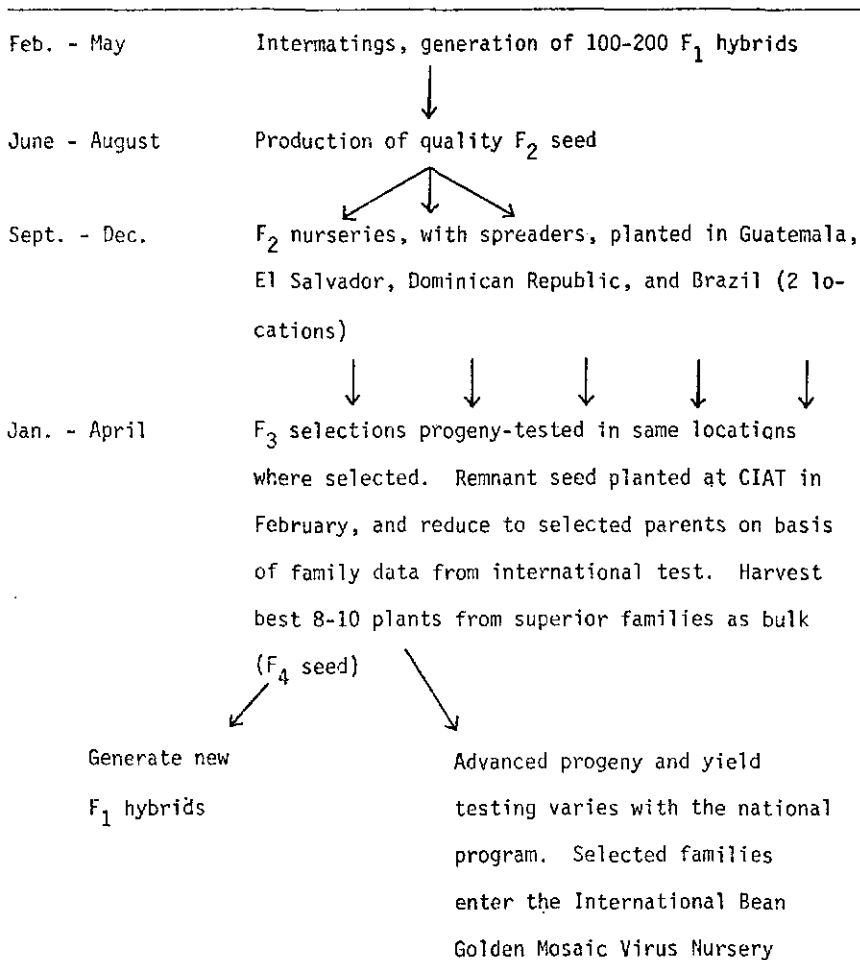 Feb. - May Intermatings, generation of 100-200 F₁ hybrids
June - August Production of quality F₂ seed
Sept. - Dec. F₂ nurseries, with spreaders, planted in Guatemala,
El Salvador, Dominican Republic, and Brazil (2 lo-
cations)
Jan. - April F₃ selections progeny-tested in same locations
where selected. Remnant seed planted at CIAT in
February, and reduce to selected parents on basis
of family data from international test. Harvest
best 8-10 plants from superior families as bulk
(F₄ seed)
Generate new
F₁ hybrids
Advanced progeny and yield
testing varies with the national
program. Selected families
enter the International Bean
Golden Mosaic Virus Nursery